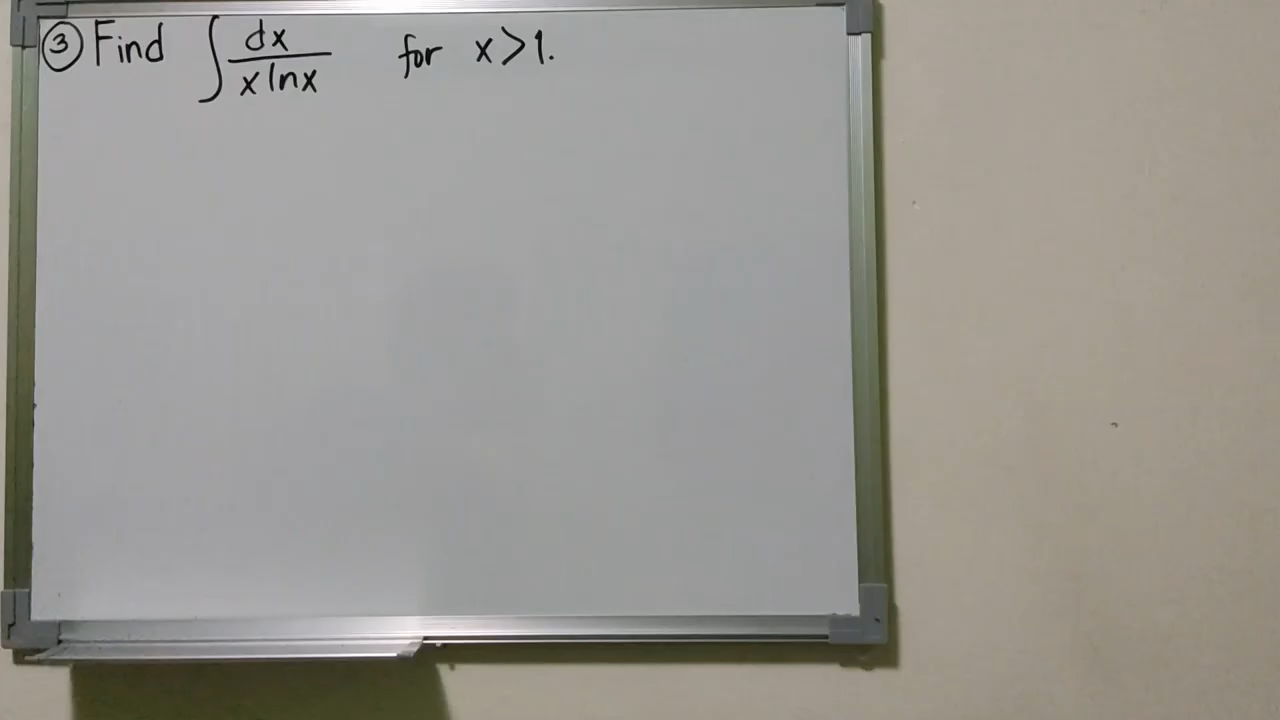 ③ Find ∫ dx / (x ln x) for x > 1.